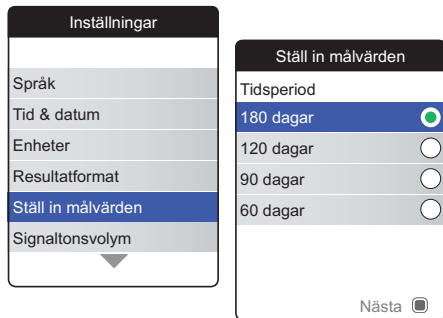 Inställningar
Språk
Tid & datum
Enheter
Resultatformat
Ställ in målvärden
Signaltonsvolym
Ställ in målvärden
Tidsperiod
180 dagar
120 dagar
90 dagar
60 dagar
Nästa